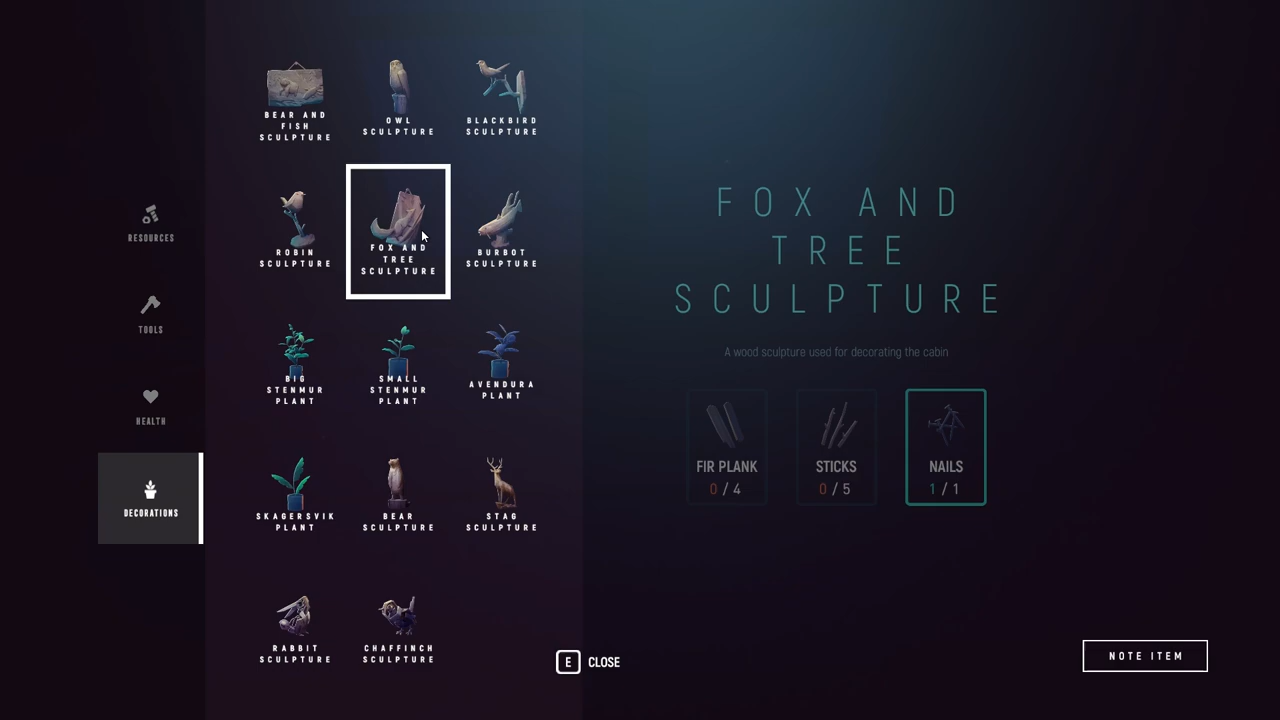 RESOURCES
TOOLS
HEALTH
DECORATIONS
BEAR AND
FISH
SCULPTURE
OWL
SCULPTURE
BLACKBIRD
SCULPTURE
ROBIN
SCULPTURE
FOX AND
TREE
SCULPTURE
BURBOT
SCULPTURE
BIG
STENMUR
PLANT
SMALL
STENMUR
PLANT
AVENDURA
PLANT
SKAGERSVIK
PLANT
BEAR
SCULPTURE
STAG
SCULPTURE
RABBIT
SCULPTURE
CHAFFINCH
SCULPTURE
FOX AND
TREE
SCULPTURE
A wood sculpture used for decorating the cabin
FIR PLANK
0 / 4
STICKS
0 / 5
NAILS
1 / 1
E CLOSE
NOTE ITEM